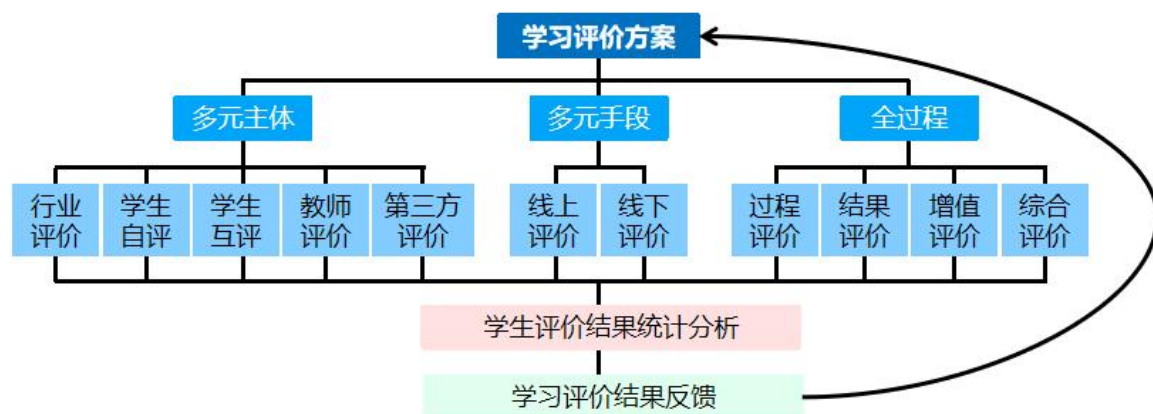 学习评价方案
多元主体
多元手段
全过程
行业
评价
学生
自评
学生
互评
教师
评价
第三方
评价
线上
评价
线下
评价
过程
评价
结果
评价
增值
评价
综合
评价
学生评价结果统计分析
学习评价结果反馈